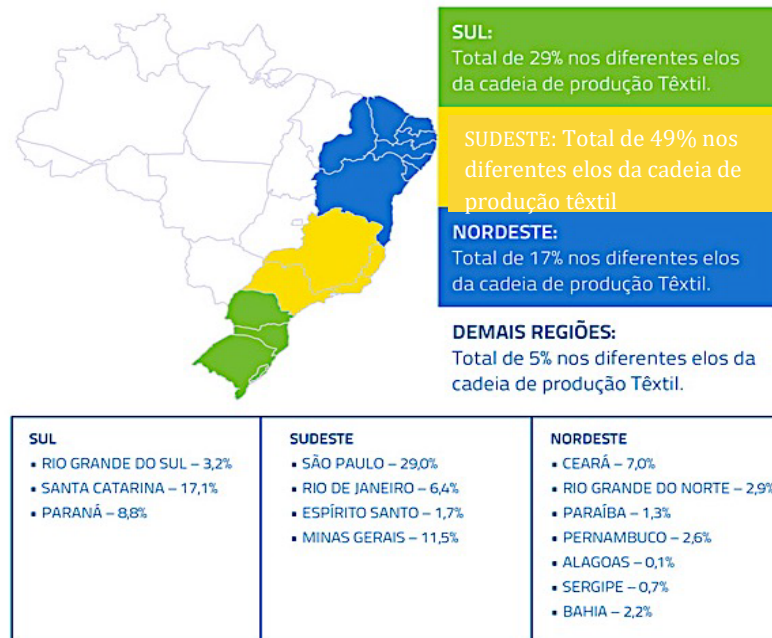 SUL:
Total de 29% nos diferentes elos
da cadeia de produção Têxtil.
SUDESTE: Total de 49% nos
diferentes elos da cadeia de
produção têxtil
NORDESTE:
Total de 17% nos diferentes elos
da cadeia de produção Têxtil.
DEMAIS REGIÕES:
Total de 5% nos diferentes elos da
cadeia de produção Têxtil.
SUL
▪ RIO GRANDE DO SUL – 3,2%
▪ SANTA CATARINA – 17,1%
▪ PARANÁ – 8,8%
SUDESTE
▪ SÃO PAULO – 29,0%
▪ RIO DE JANEIRO – 6,4%
▪ ESPÍRITO SANTO – 1,7%
▪ MINAS GERAIS – 11,5%
NORDESTE
▪ CEARÁ – 7,0%
▪ RIO GRANDE DO NORTE – 2,9%
▪ PARAÍBA – 1,3%
▪ PERNAMBUCO – 2,6%
▪ ALAGOAS – 0,1%
▪ SERGIPE – 0,7%
▪ BAHIA – 2,2%